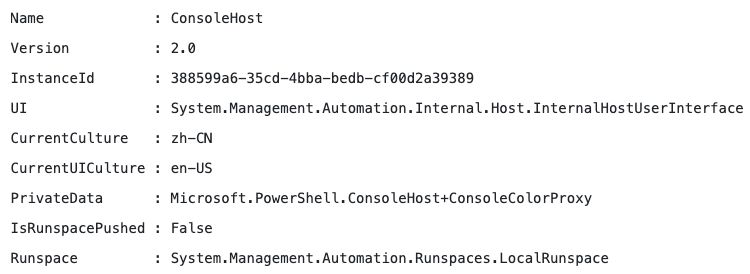 Name             : ConsoleHost
Version          : 2.0
InstanceId       : 388599a6-35cd-4bba-bedb-cf00d2a39389
UI               : System.Management.Automation.Internal.Host.InternalHostUserInterface
CurrentCulture   : zh-CN
CurrentUICulture : en-US
PrivateData      : Microsoft.PowerShell.ConsoleHost+ConsoleColorProxy
IsRunspacePushed : False
Runspace         : System.Management.Automation.Runspaces.LocalRunspace